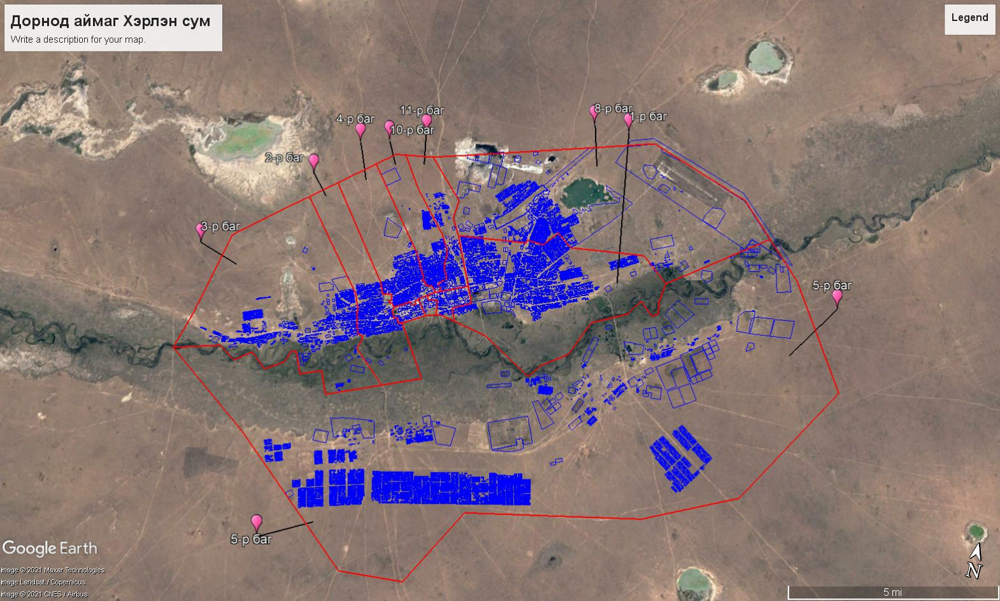 Дорнод аймаг Хэрлэн сум
Write a description for your map.
Legend
8-р баг
11-р баг
1-р баг
4-р баг
10-р баг
2-р баг
3-р баг
5-р баг
5-р баг
Google Earth
Image © 2021 Maxar Technologies
Image Landsat / Copernicus
Image © 2021 CNES / Airbus
N
5 mi